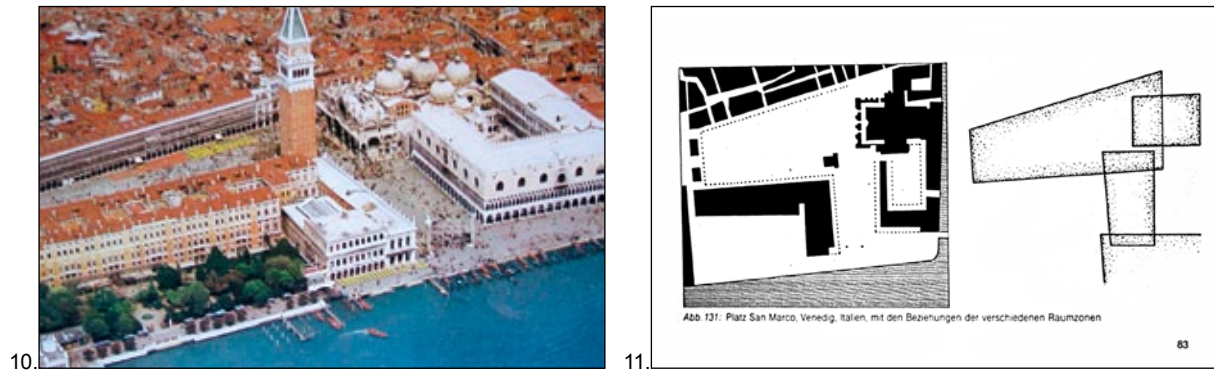 10.
11.
Abb. 131: Platz San Marco, Venedig, Italien, mit den Beziehungen der verschiedenen Raumzonen
83